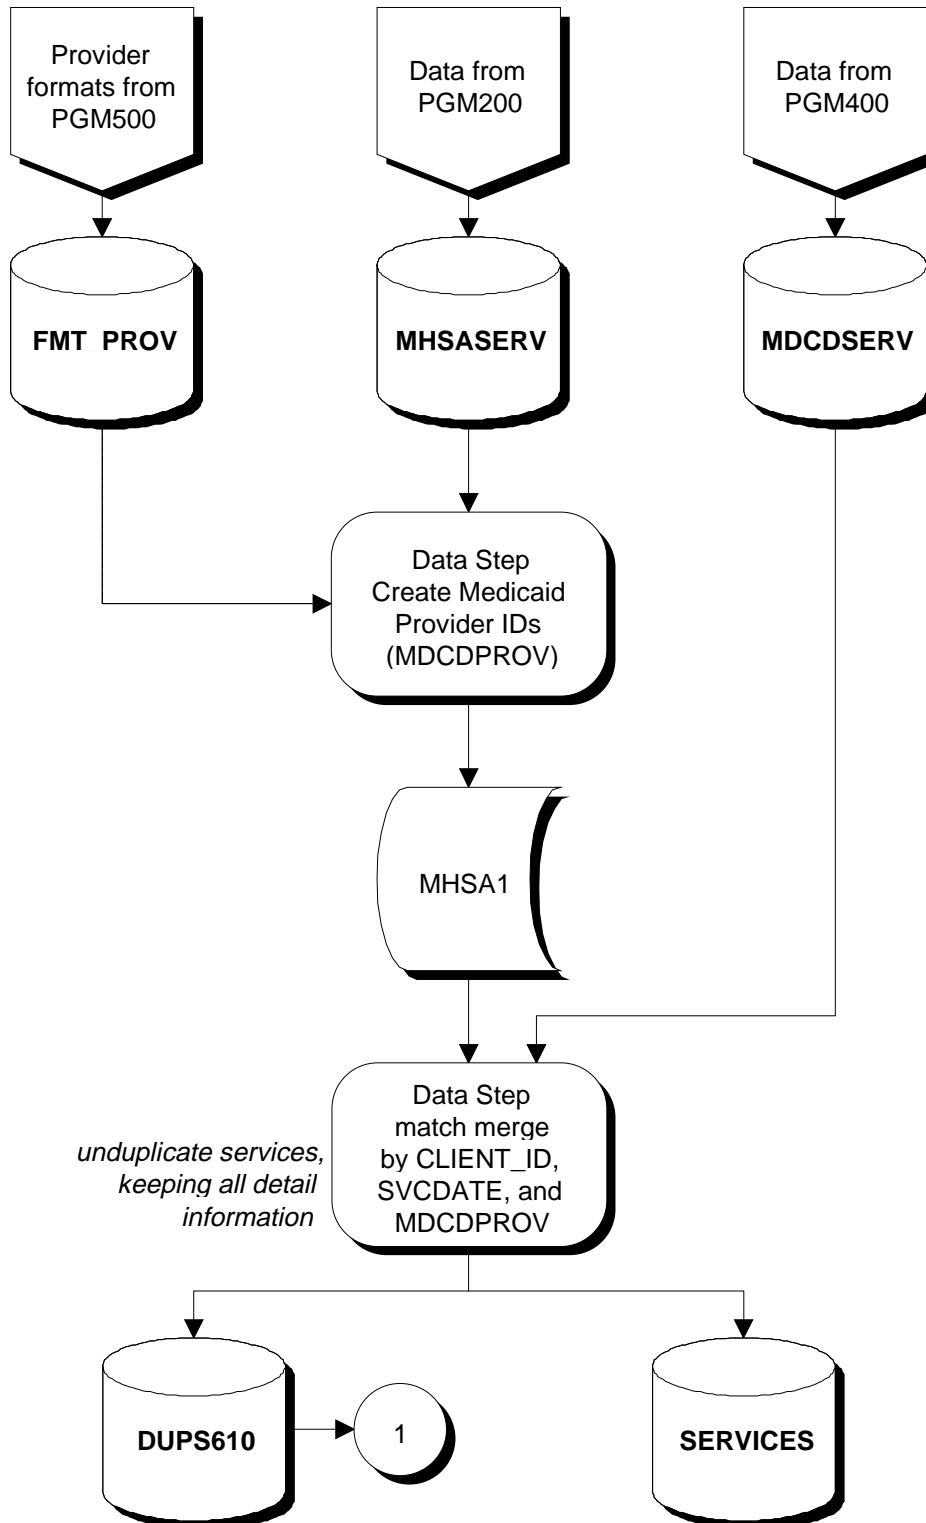 Provider
formats from
PGM500
Data from
PGM200
Data from
PGM400
FMT PROV
MHSASERV
MDCDSERV
Data Step
Create Medicaid
Provider IDs
(MDCDPROV)
MHSA1
Data Step
match merge
by CLIENT_ID,
SVCDATE, and
MDCDPROV
unduplicate services,
keeping all detail
information
DUPS610
1
SERVICES